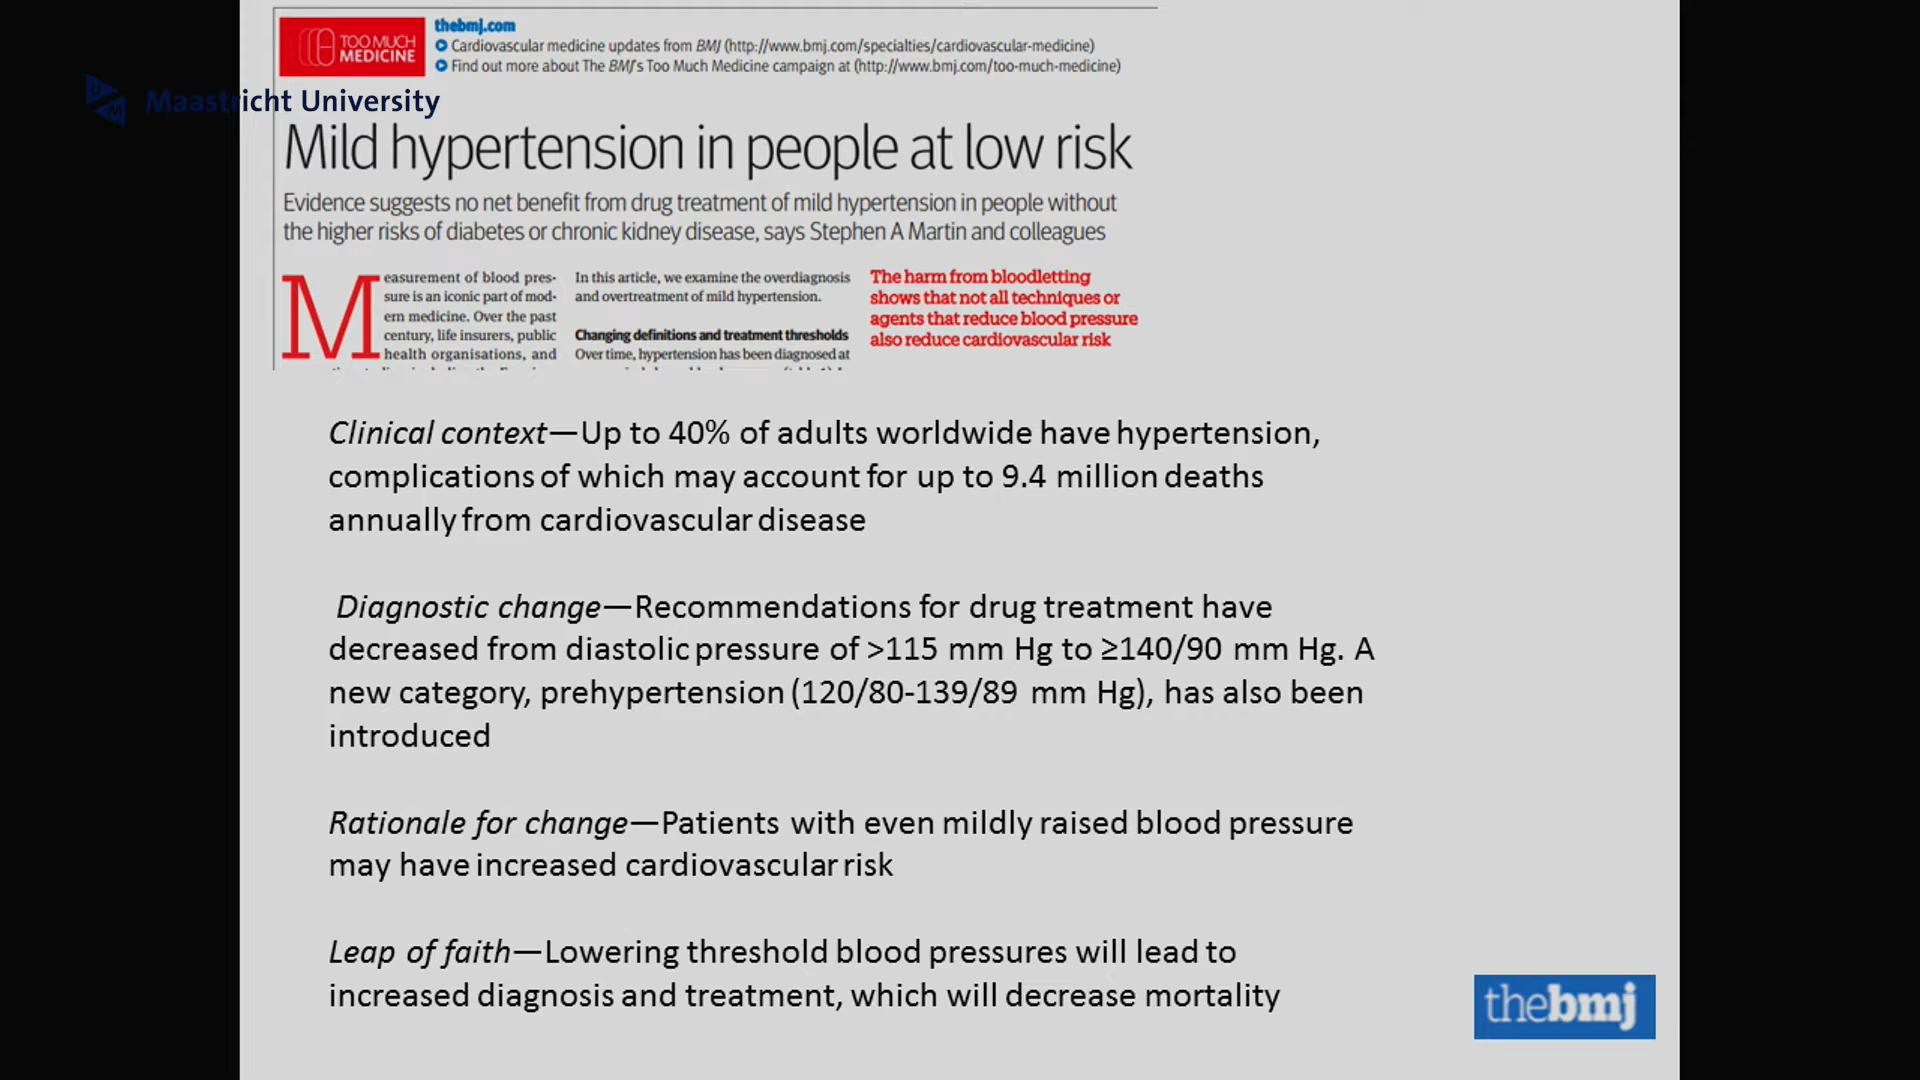 TOO MUCH
MEDICINE
thebmj.com
Cardiovascular medicine updates from BMJ (http://www.bmj.com/specialties/cardiovascular-medicine)
Find out more about The BMJ's Too Much Medicine campaign at (http://www.bmj.com/too-much-medicine)
UM
Maastricht University
Mild hypertension in people at low risk
Evidence suggests no net benefit from drug treatment of mild hypertension in people without
the higher risks of diabetes or chronic kidney disease, says Stephen A Martin and colleagues
Measurement of blood pres-
sure is an iconic part of mod-
ern medicine. Over the past
century, life insurers, public
health organisations, and
In this article, we examine the overdiagnosis
and overtreatment of mild hypertension.
Changing definitions and treatment thresholds
Over time, hypertension has been diagnosed at
The harm from bloodletting
shows that not all techniques or
agents that reduce blood pressure
also reduce cardiovascular risk
Clinical context—Up to 40% of adults worldwide have hypertension,
complications of which may account for up to 9.4 million deaths
annually from cardiovascular disease
Diagnostic change—Recommendations for drug treatment have
decreased from diastolic pressure of >115 mm Hg to ≥140/90 mm Hg. A
new category, prehypertension (120/80-139/89 mm Hg), has also been
introduced
Rationale for change—Patients with even mildly raised blood pressure
may have increased cardiovascular risk
Leap of faith—Lowering threshold blood pressures will lead to
increased diagnosis and treatment, which will decrease mortality
thebmj